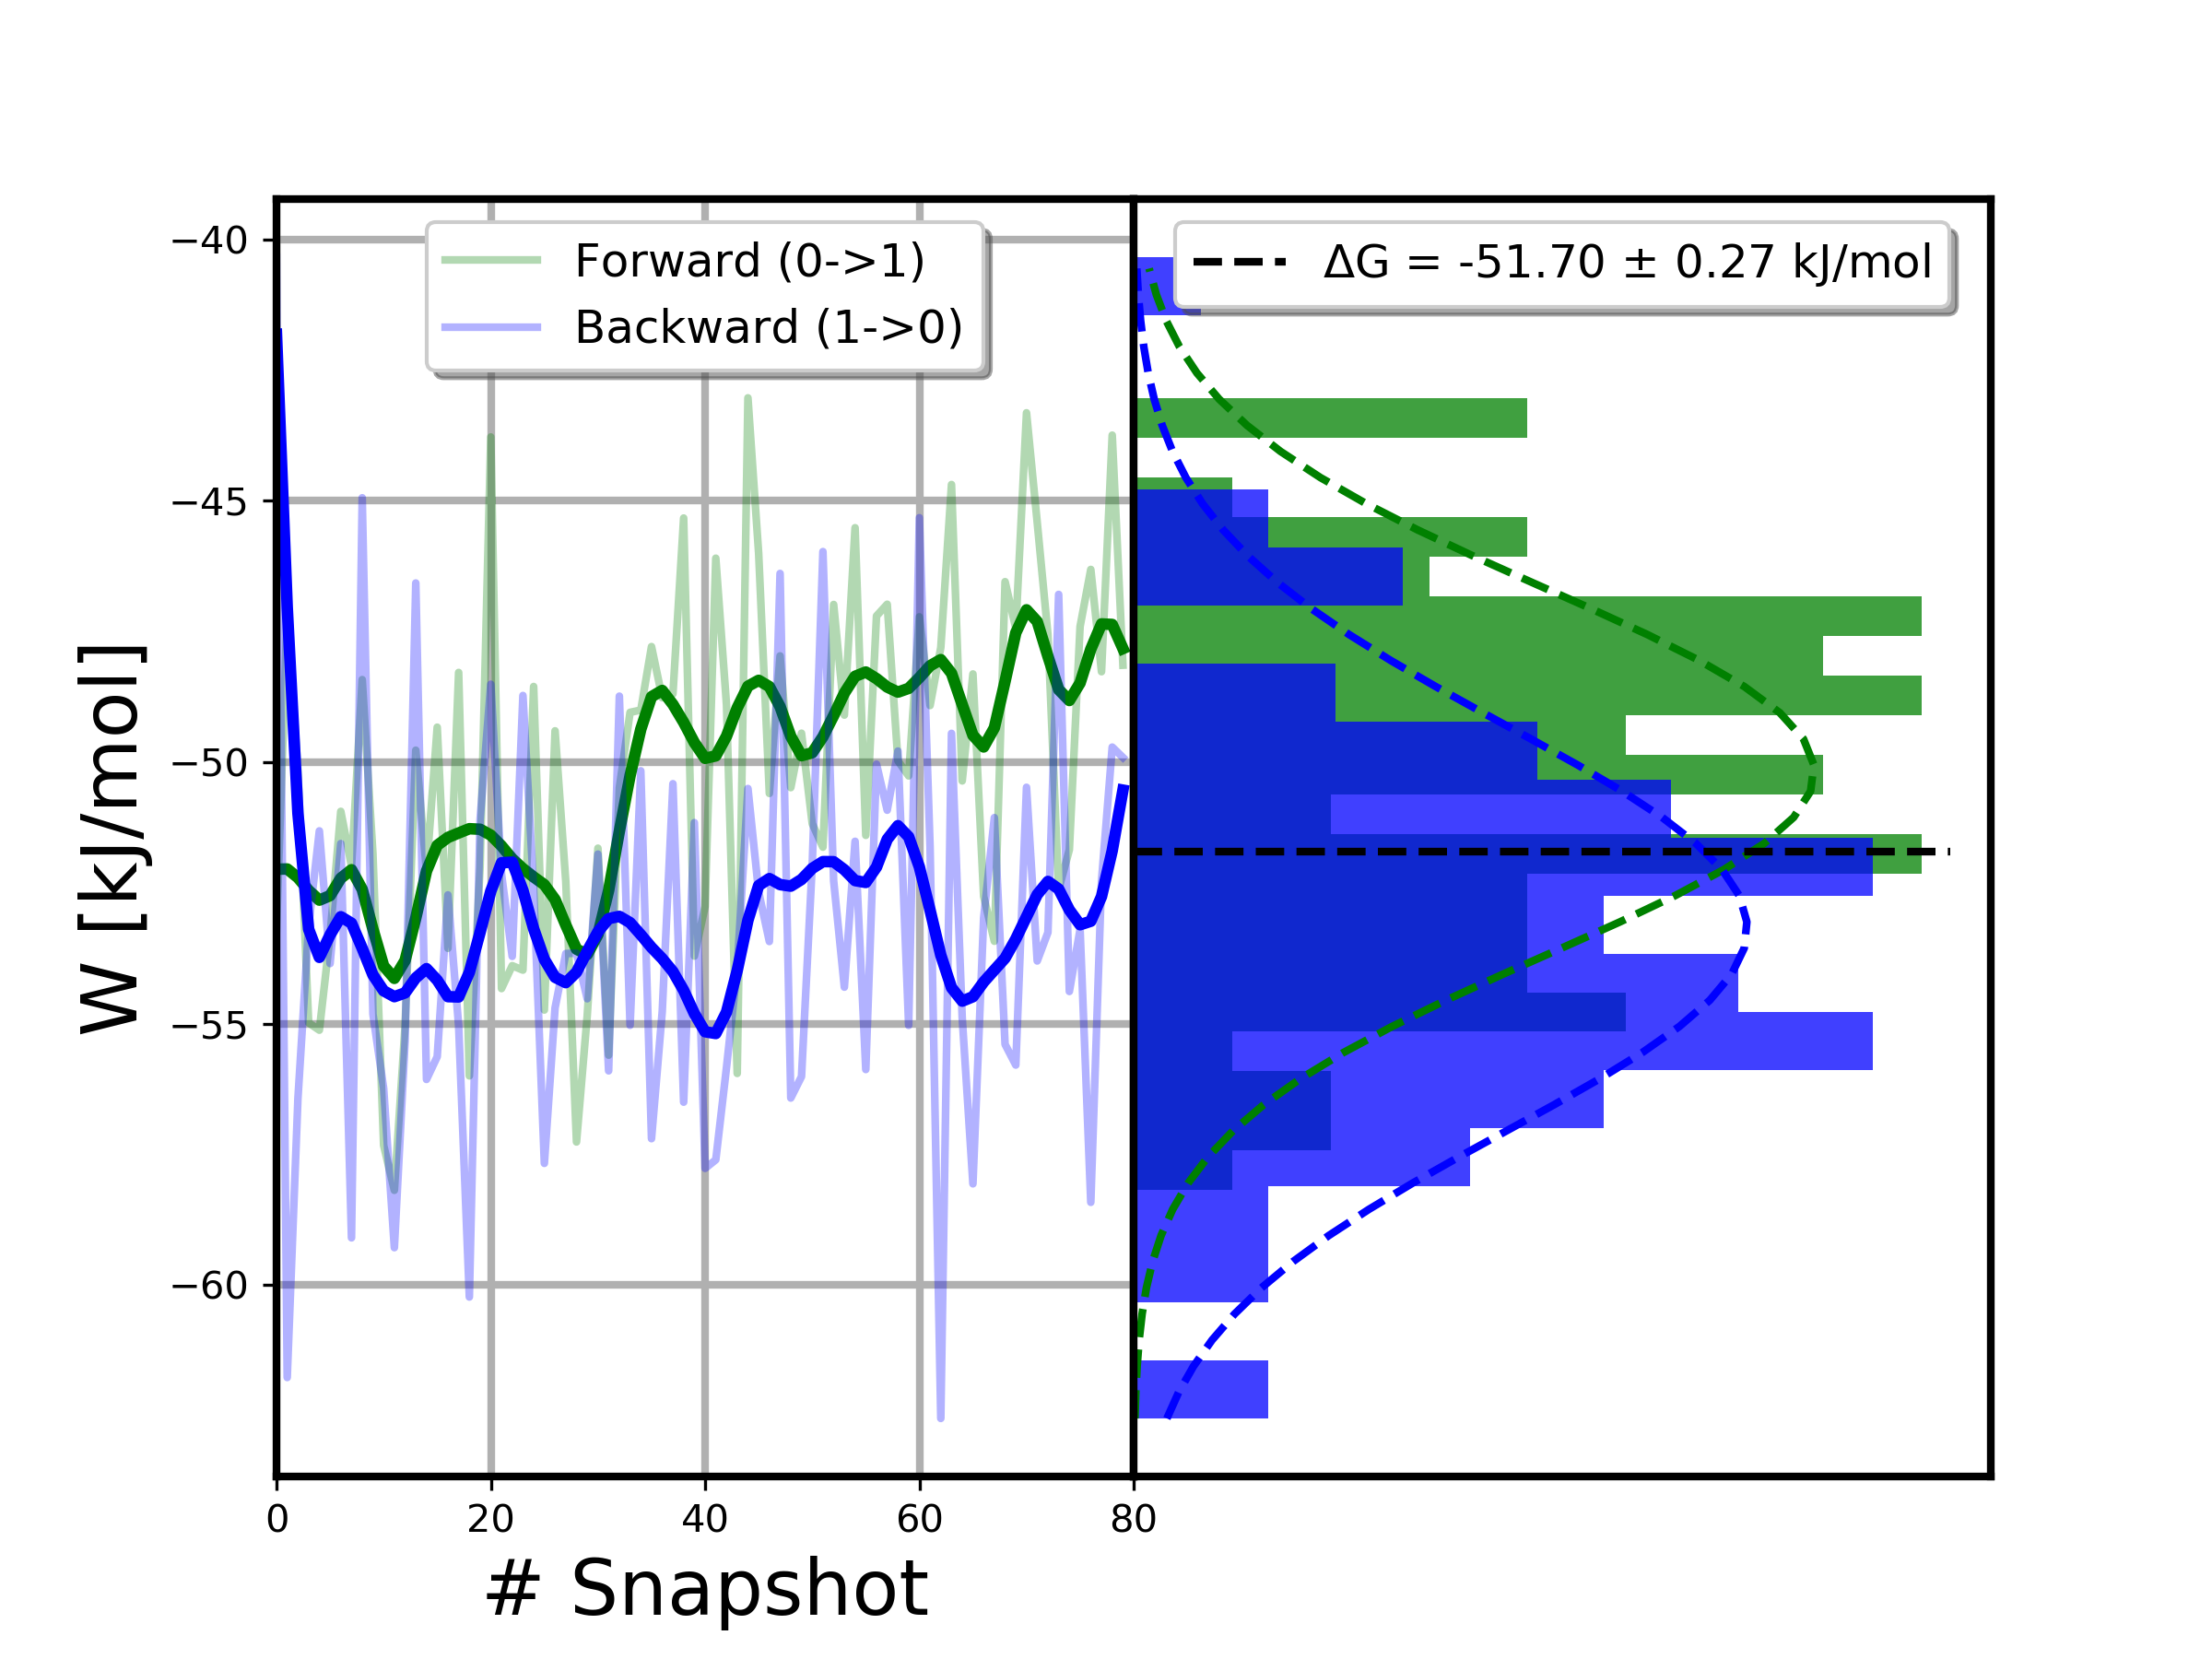 Forward (0->1)
Backward (1->0)
ΔG = -51.70 ± 0.27 kJ/mol
W [kJ/mol]
−40
−45
−50
−55
−60
0 20 40 60 80
# Snapshot